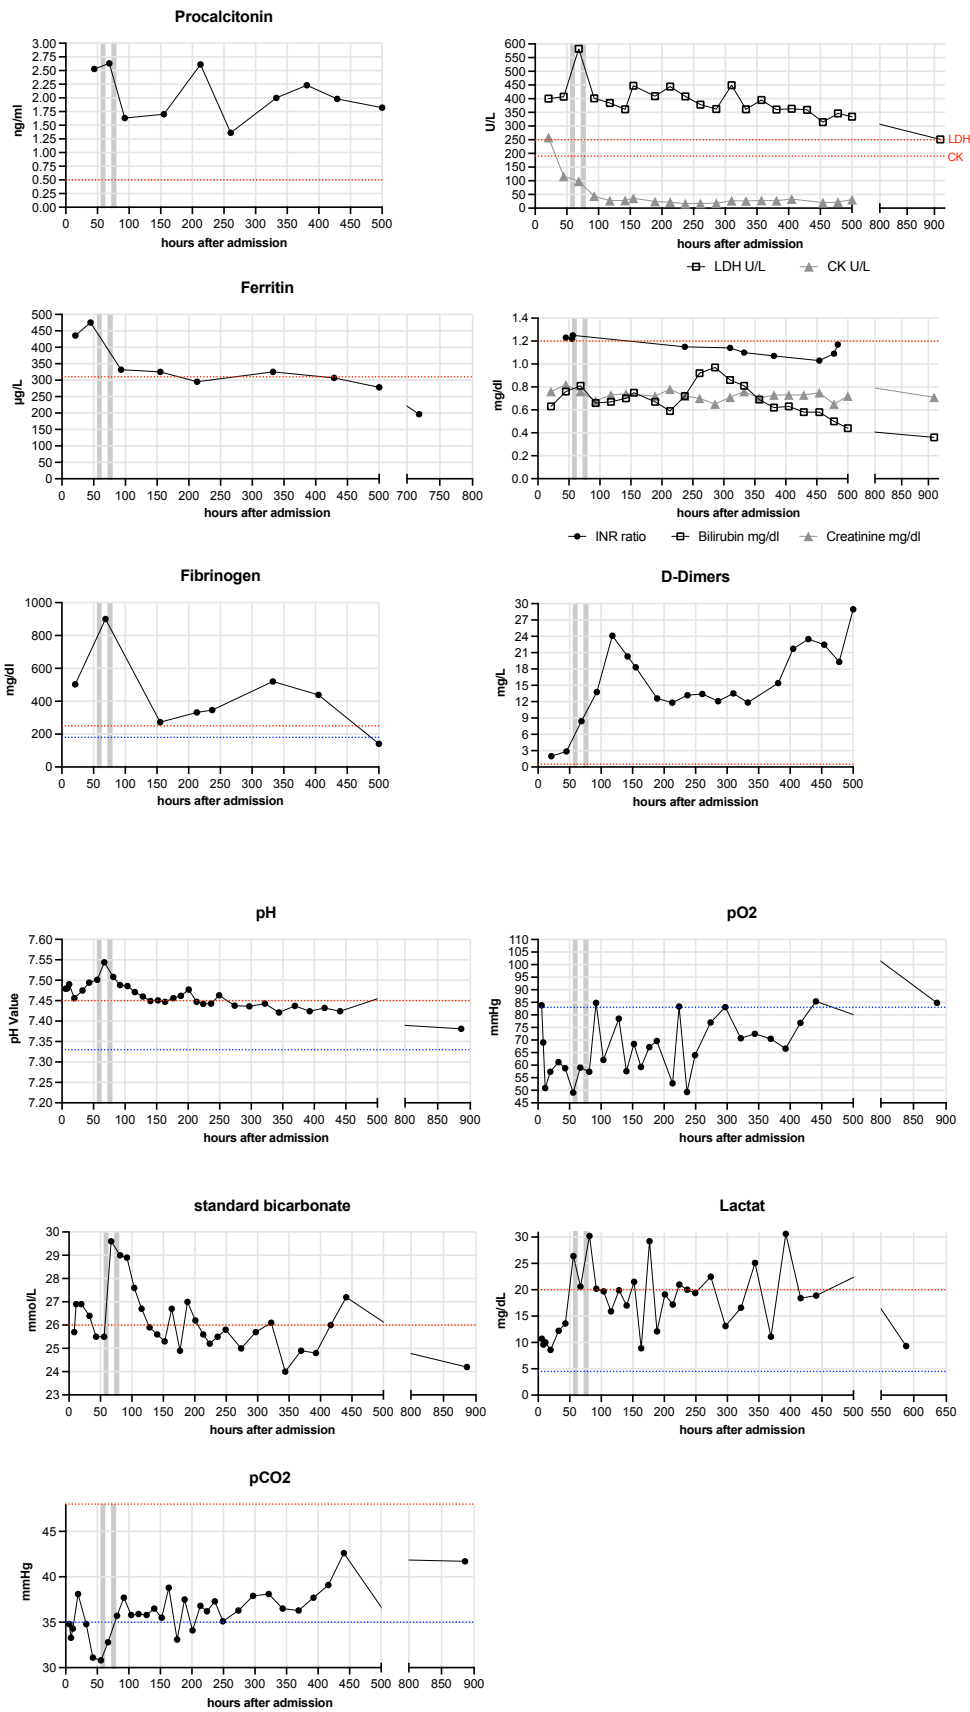 Procalcitonin
3.00
2.75
2.50
2.25
2.00
1.75
1.50
1.25
1.00
0.75
0.50
0.25
0.00
ng/ml
0 50 100 150 200 250 300 350 400 450 500
hours after admission
600
550
500
450
400
350
300
250
200
150
100
50
0
U/L
LDH
CK
0 50 100 150 200 250 300 350 400 450 500 800 850 900
hours after admission
LDH U/L CK U/L
Ferritin
500
450
400
350
300
250
200
150
100
50
0
µg/L
0 50 100 150 200 250 300 350 400 450 500 700 800
hours after admission
1.4
1.2
1.0
0.8
0.6
0.4
0.2
0.0
mg/dl
0 50 100 150 200 250 300 350 400 450 500 800 850 900
hours after admission
INR ratio Bilirubin mg/dl Creatinine mg/dl
Fibrinogen
1000
800
600
400
200
0
mg/dl
0 50 100 150 200 250 300 350 400 450 500
hours after admission
D-Dimers
30
27
24
21
18
15
12
9
6
3
0
mg/L
0 50 100 150 200 250 300 350 400 450 500
hours after admission
pH
7.60
7.55
7.50
7.45
7.40
7.35
7.30
7.25
7.20
pH Value
0 50 100 150 200 250 300 350 400 450 500 800 900
hours after admission
pO2
110
105
100
95
90
85
80
75
70
65
60
55
50
45
mmHg
0 50 100 150 200 250 300 350 400 450 500 800 850 900
hours after admission
standard bicarbonate
30
29
28
27
26
25
24
23
mmol/L
0 50 100 150 200 250 300 350 400 450 500 800 850 900
hours after admission
Lactat
30
25
20
15
10
5
0
mg/dL
0 50 100 150 200 250 300 350 400 450 500 550 600 650
hours after admission
pCO2
45
40
35
30
mmHg
0 50 100 150 200 250 300 350 400 450 500 800 850 900
hours after admission